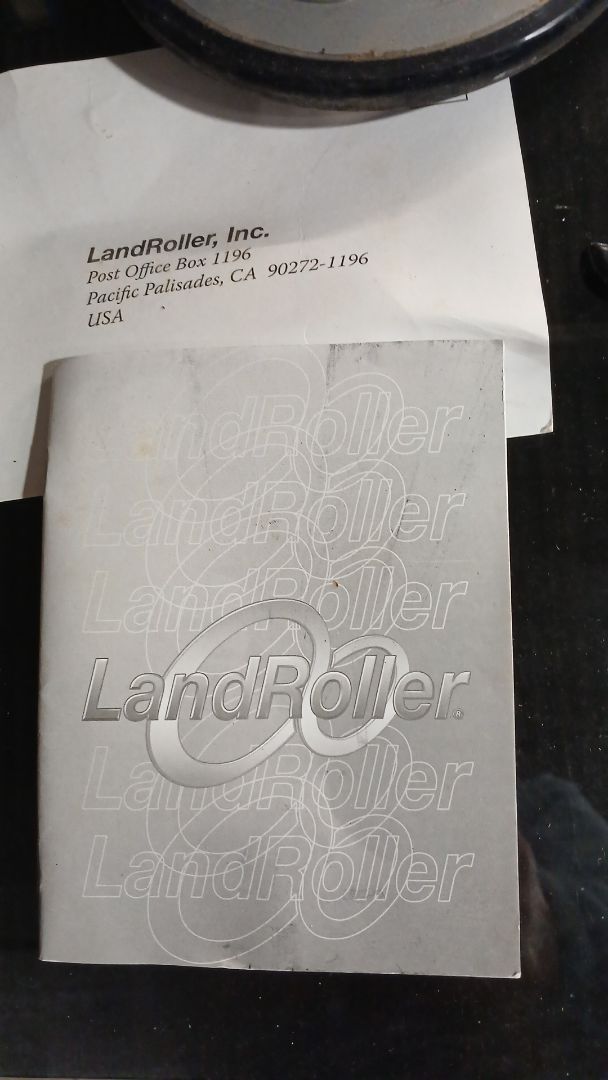 LandRoller, Inc.
Post Office Box 1196
Pacific Palisades, CA 90272-1196
USA
LandRoller
LandRoller
LandRoller
LandRoller®
LandRoller
LandRoller